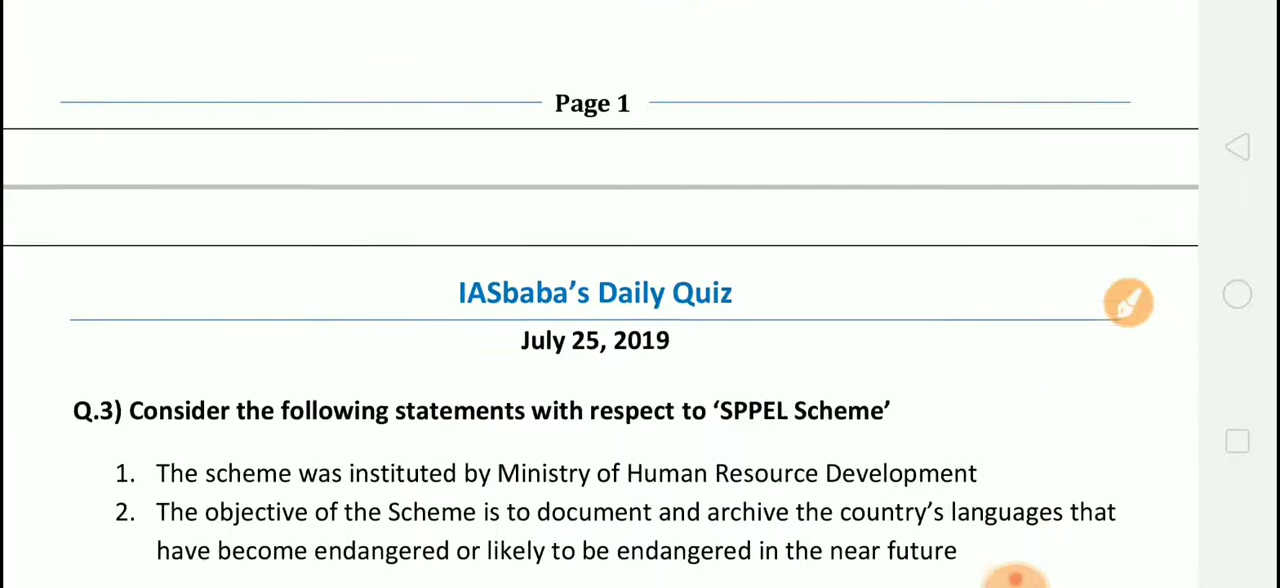 Page 1
IASbaba’s Daily Quiz
July 25, 2019
Q.3) Consider the following statements with respect to ‘SPPEL Scheme’
1. The scheme was instituted by Ministry of Human Resource Development
2. The objective of the Scheme is to document and archive the country’s languages that
have become endangered or likely to be endangered in the near future